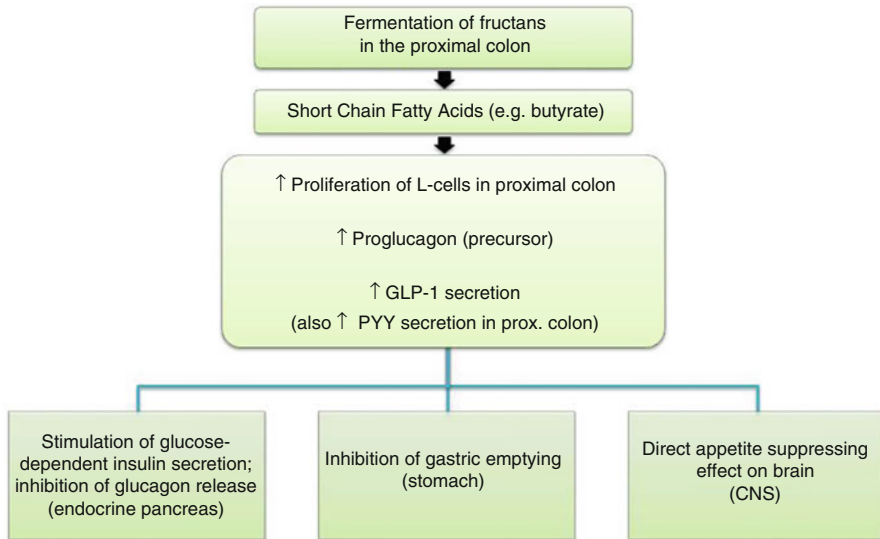 Fermentation of fructans
in the proximal colon
Short Chain Fatty Acids (e.g. butyrate)
↑ Proliferation of L-cells in proximal colon
↑ Proglucagon (precursor)
↑ GLP-1 secretion
(also ↑ PYY secretion in prox. colon)
Stimulation of glucose-
dependent insulin secretion;
inhibition of glucagon release
(endocrine pancreas)
Inhibition of gastric emptying
(stomach)
Direct appetite suppressing
effect on brain
(CNS)